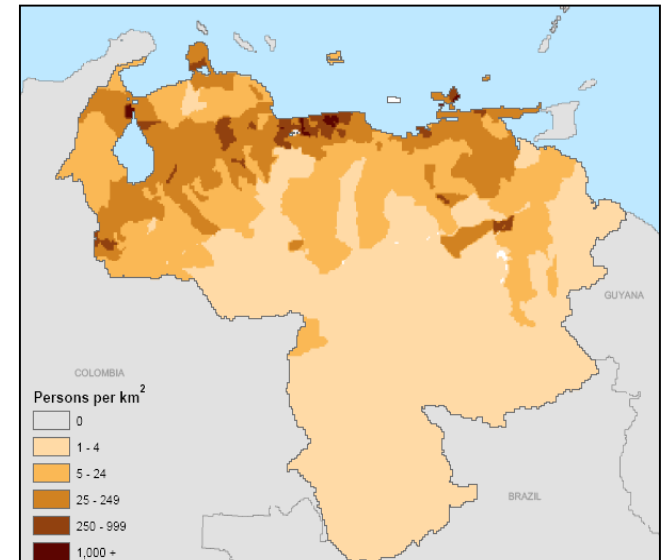 GUYANA
COLOMBIA
Persons per km²
0
1 - 4
5 - 24
25 - 249
250 - 999
1,000 +
BRAZIL